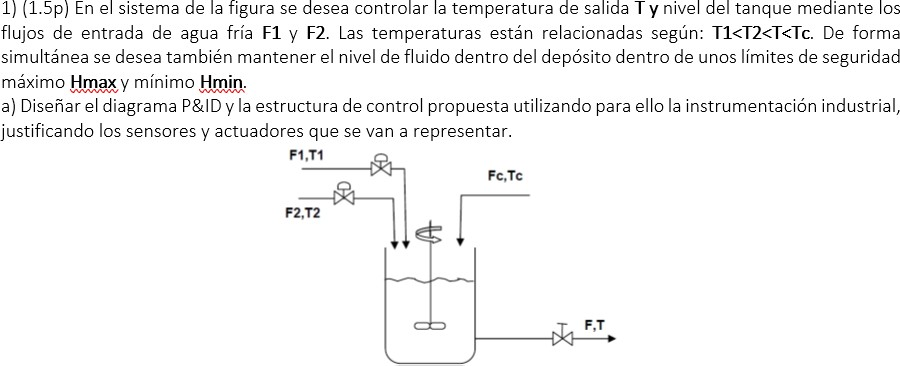 1) (1.5p) En el sistema de la figura se desea controlar la temperatura de salida T y nivel del tanque mediante los
flujos de entrada de agua fría F1 y F2. Las temperaturas están relacionadas según: T1<T2<T<Tc. De forma
simultánea se desea también mantener el nivel de fluido dentro del depósito dentro de unos límites de seguridad
máximo Hmax y mínimo Hmin.
a) Diseñar el diagrama P&ID y la estructura de control propuesta utilizando para ello la instrumentación industrial,
justificando los sensores y actuadores que se van a representar.
F1,T1
Fc,Tc
F2,T2
F,T